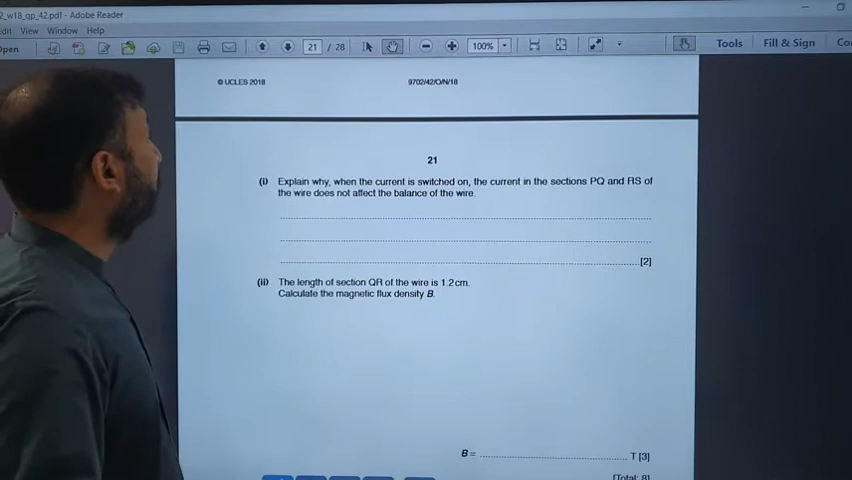 2_w18_qp_42.pdf - Adobe Reader
Edit View Window Help
Open 21 / 28 100% Tools Fill & Sign
© UCLES 2018 9702/42/O/N/18
21
(i) Explain why, when the current is switched on, the current in the sections PQ and RS of
the wire does not affect the balance of the wire.
[2]
(ii) The length of section QR of the wire is 1.2 cm.
Calculate the magnetic flux density B.
B = T [3]
[Total: 8]